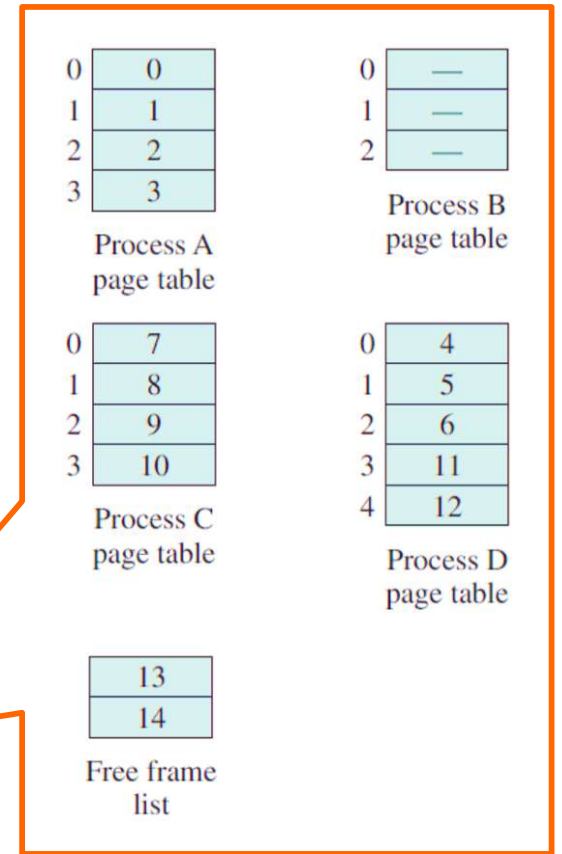 0 0
1 1
2 2
3 3
Process A
page table
0 —
1 —
2 —
Process B
page table
0 7
1 8
2 9
3 10
Process C
page table
0 4
1 5
2 6
3 11
4 12
Process D
page table
13
14
Free frame
list